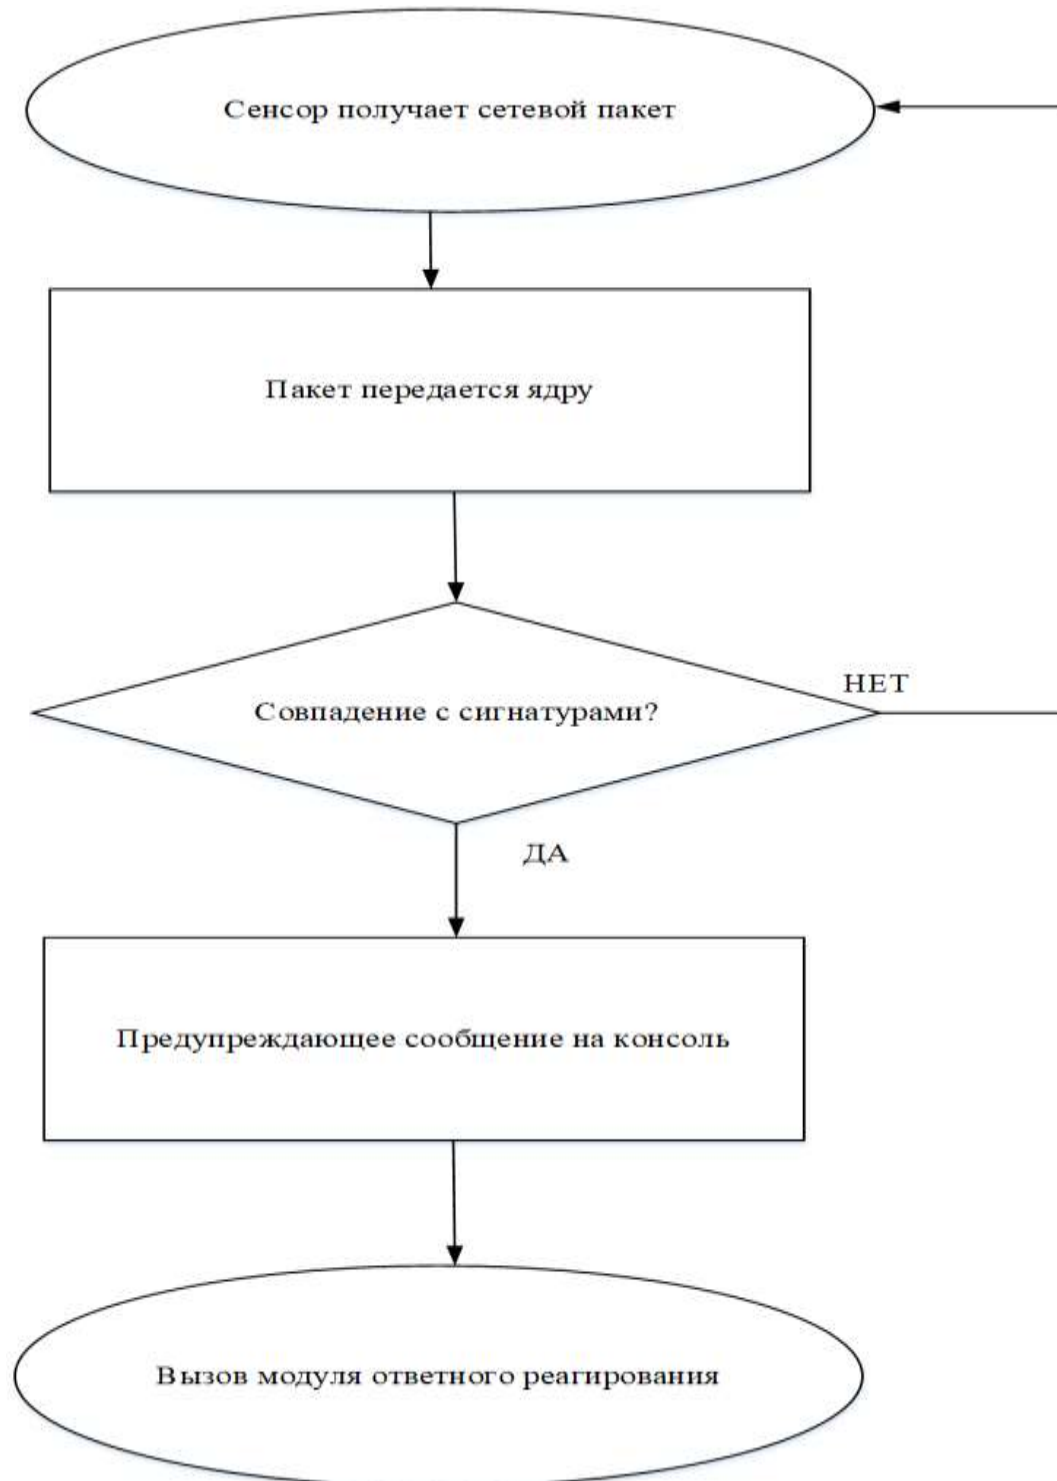 Сенсор получает сетевой пакет
Пакет передается ядру
НЕТ
Совпадение с сигнатурами?
ДА
Предупреждающее сообщение на консоль
Вызов модуля ответного реагирования